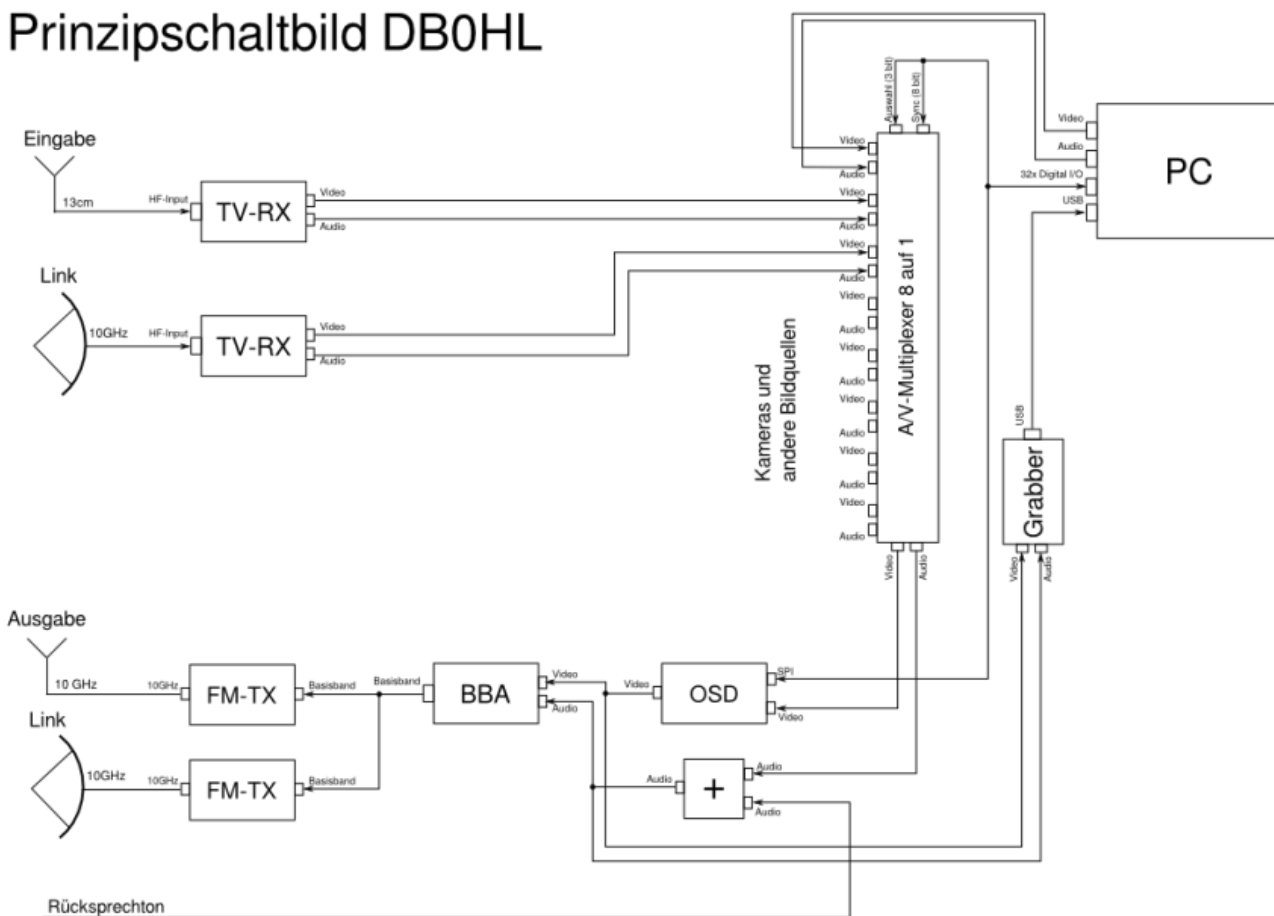 Prinzipschaltbild DB0HL
Eingabe
13cm
HF-Input
TV-RX
Video
Audio
Link
10GHz
HF-Input
TV-RX
Video
Audio
Kameras und
andere Bildquellen
Auswahl (3 bit)
Sync (8 bit)
Video
Audio
Video
Audio
Video
Audio
Video
Audio
Video
Audio
Video
Audio
Video
Audio
Video
Audio
A/V-Multiplexer 8 auf 1
Video
Audio
Video
Audio
32x Digital I/O
USB
PC
USB
Grabber
Video
Audio
Ausgabe
10 GHz
10GHz
FM-TX
Basisband
Basisband
BBA
Video
Audio
Video
OSD
SPI
Video
Link
10GHz
10GHz
FM-TX
Basisband
Audio
+
Audio
Audio
Rücksprechton